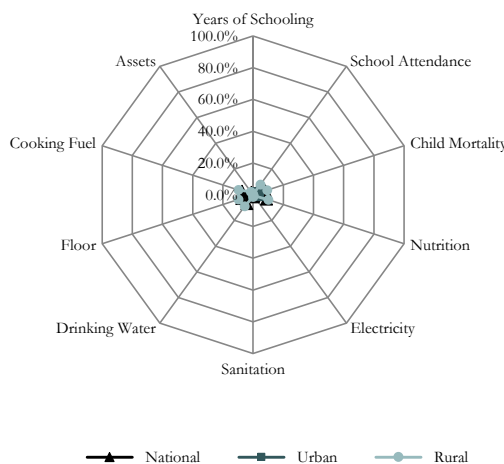 Years of Schooling
100.0%
Assets
School Attendance
80.0%
60.0%
Cooking Fuel
Child Mortality
40.0%
20.0%
0.0%
Floor
Nutrition
Drinking Water
Electricity
Sanitation
National
Urban
Rural